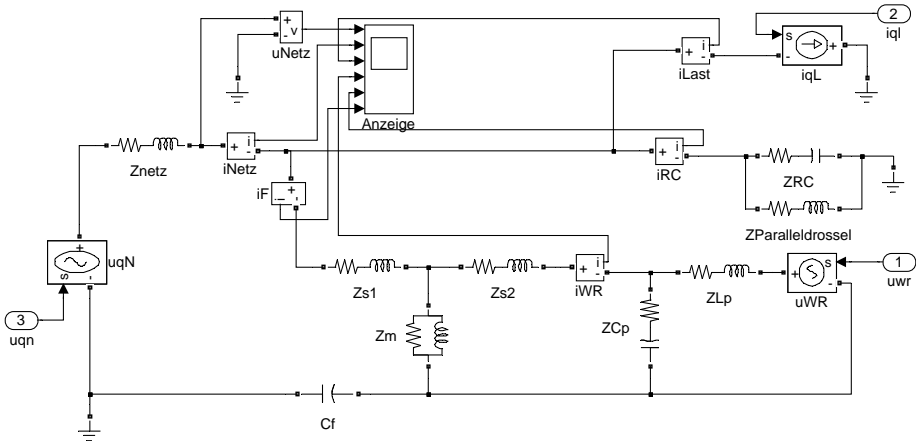 2
iql
+
v
-
uNetz
i
+
-
iLast
s
-
+
iqL
Anzeige
Znetz
+
i
-
iNetz
+
i
-
iRC
ZRC
ZParalleldrossel
iF
+
-
i
+
uqN
s
-
3
uqn
Zs1
Zs2
+
i
-
iWR
ZLp
+
s
-
uWR
1
uwr
Zm
ZCp
Cf